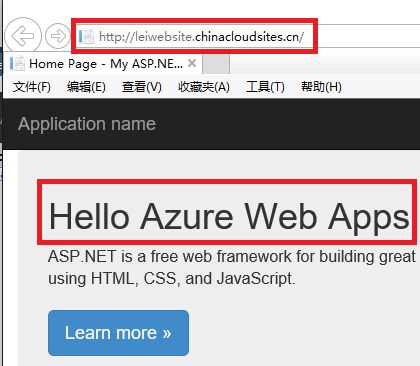 http://leiwebsite.chinacloudsites.cn/
Home Page - My ASP.NE...
文件(F) 编辑(E) 查看(V) 收藏夹(A) 工具(T) 帮助(H)
Application name
Hello Azure Web Apps
ASP.NET is a free web framework for building great
using HTML, CSS, and JavaScript.
Learn more »